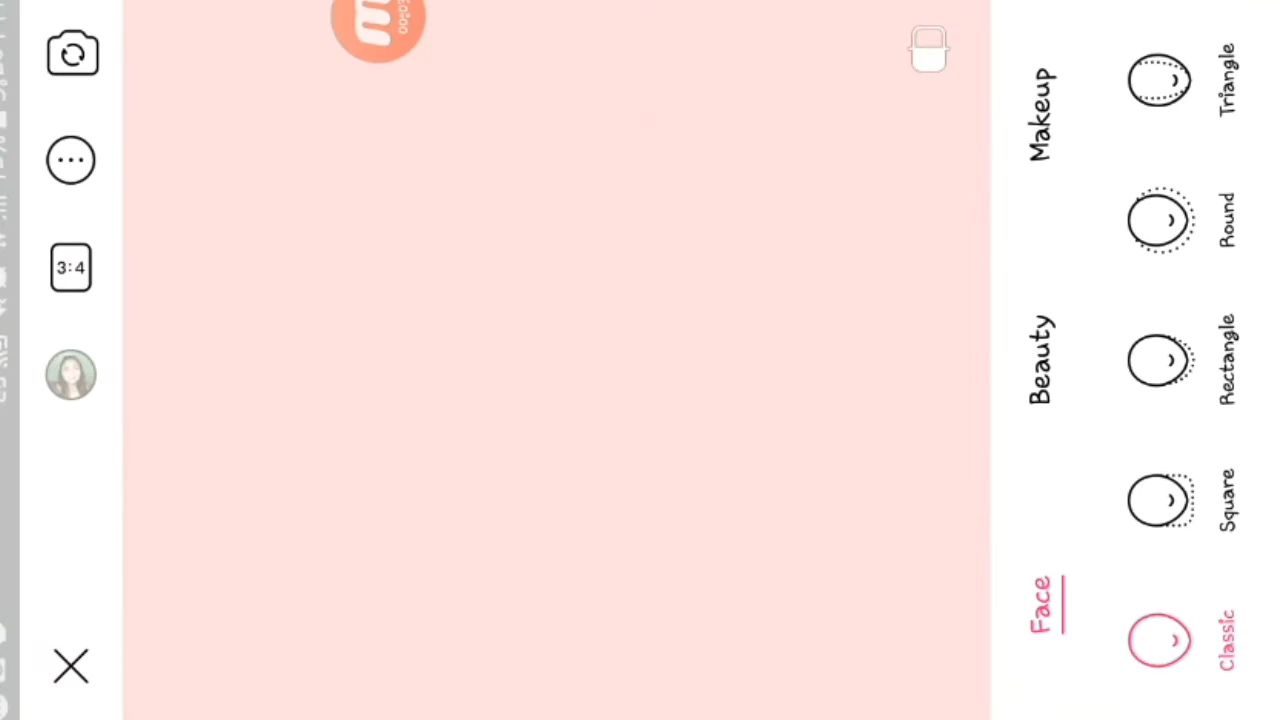 3:4
Face
Beauty
Makeup
Classic
Square
Rectangle
Round
Triangle